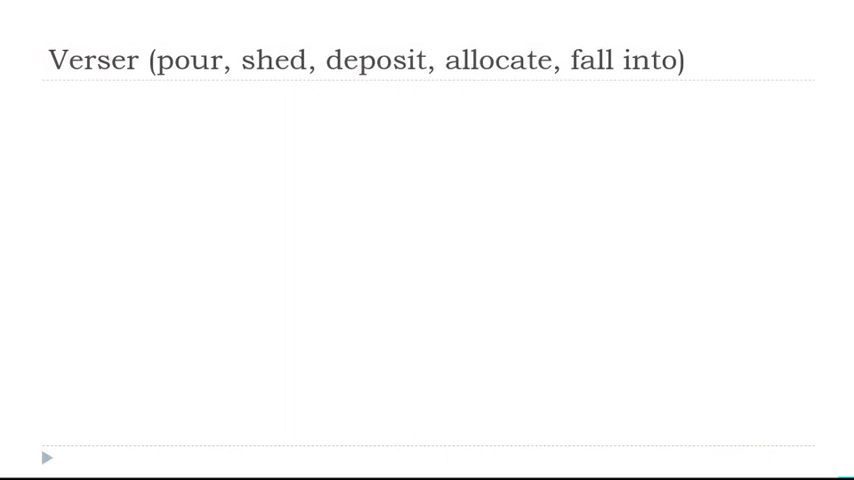 Verser (pour, shed, deposit, allocate, fall into)